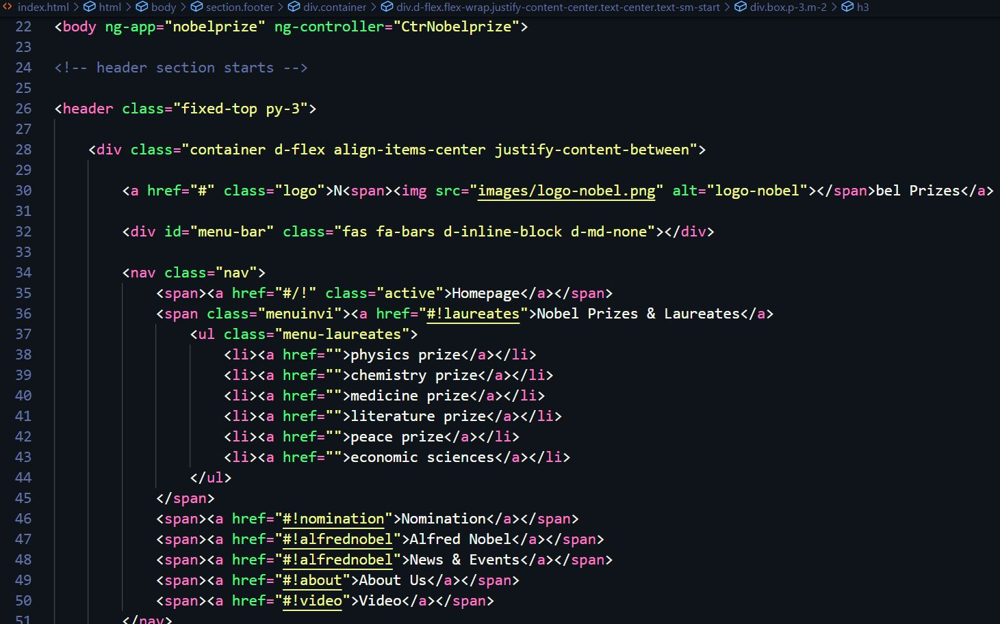 index.html > html > body > section.footer > div.container > div.d-flex.flex-wrap.justify-content-center.text-center.text-sm-start > div.box.p-3.m-2 > h3
22 <body ng-app="nobelprize" ng-controller="CtrNobelprize">
23
24 <!-- header section starts -->
25
26 <header class="fixed-top py-3">
27
28 <div class="container d-flex align-items-center justify-content-between">
29
30 <a href="#" class="logo">N<span><img src="images/logo-nobel.png" alt="logo-nobel"></span>bel Prizes</a>
31
32 <div id="menu-bar" class="fas fa-bars d-inline-block d-md-none"></div>
33
34 <nav class="nav">
35 <span><a href="#/!" class="active">Homepage</a></span>
36 <span class="menuinvi"><a href="#!laureates">Nobel Prizes & Laureates</a>
37 <ul class="menu-laureates">
38 <li><a href="">physics prize</a></li>
39 <li><a href="">chemistry prize</a></li>
40 <li><a href="">medicine prize</a></li>
41 <li><a href="">literature prize</a></li>
42 <li><a href="">peace prize</a></li>
43 <li><a href="">economic sciences</a></li>
44 </ul>
45 </span>
46 <span><a href="#!nomination">Nomination</a></span>
47 <span><a href="#!alfrednobel">Alfred Nobel</a></span>
48 <span><a href="#!alfrednobel">News & Events</a></span>
49 <span><a href="#!about">About Us</a></span>
50 <span><a href="#!video">Video</a></span>
51 </nav>